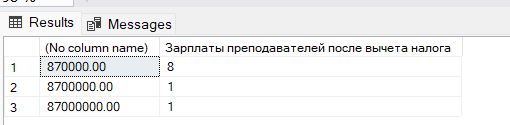 Results Messages
(No column name) Зарплаты преподавателей после вычета налога
1 870000.00 8
2 8700000.00 1
3 87000000.00 1